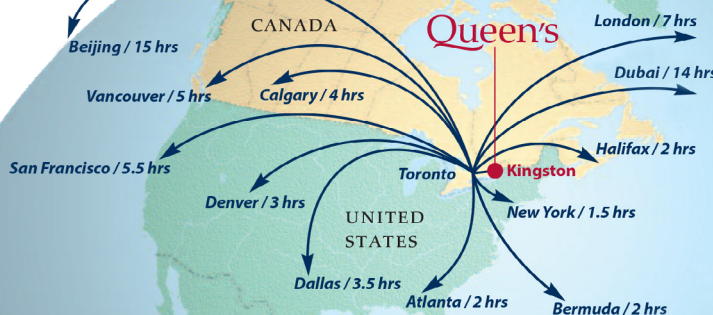 CANADA
Queen's
London / 7 hrs
Beijing / 15 hrs
Dubai / 14 hrs
Vancouver / 5 hrs
Calgary / 4 hrs
Halifax / 2 hrs
San Francisco / 5.5 hrs
Toronto
Kingston
Denver / 3 hrs
New York / 1.5 hrs
UNITED
STATES
Dallas / 3.5 hrs
Atlanta / 2 hrs
Bermuda / 2 hrs